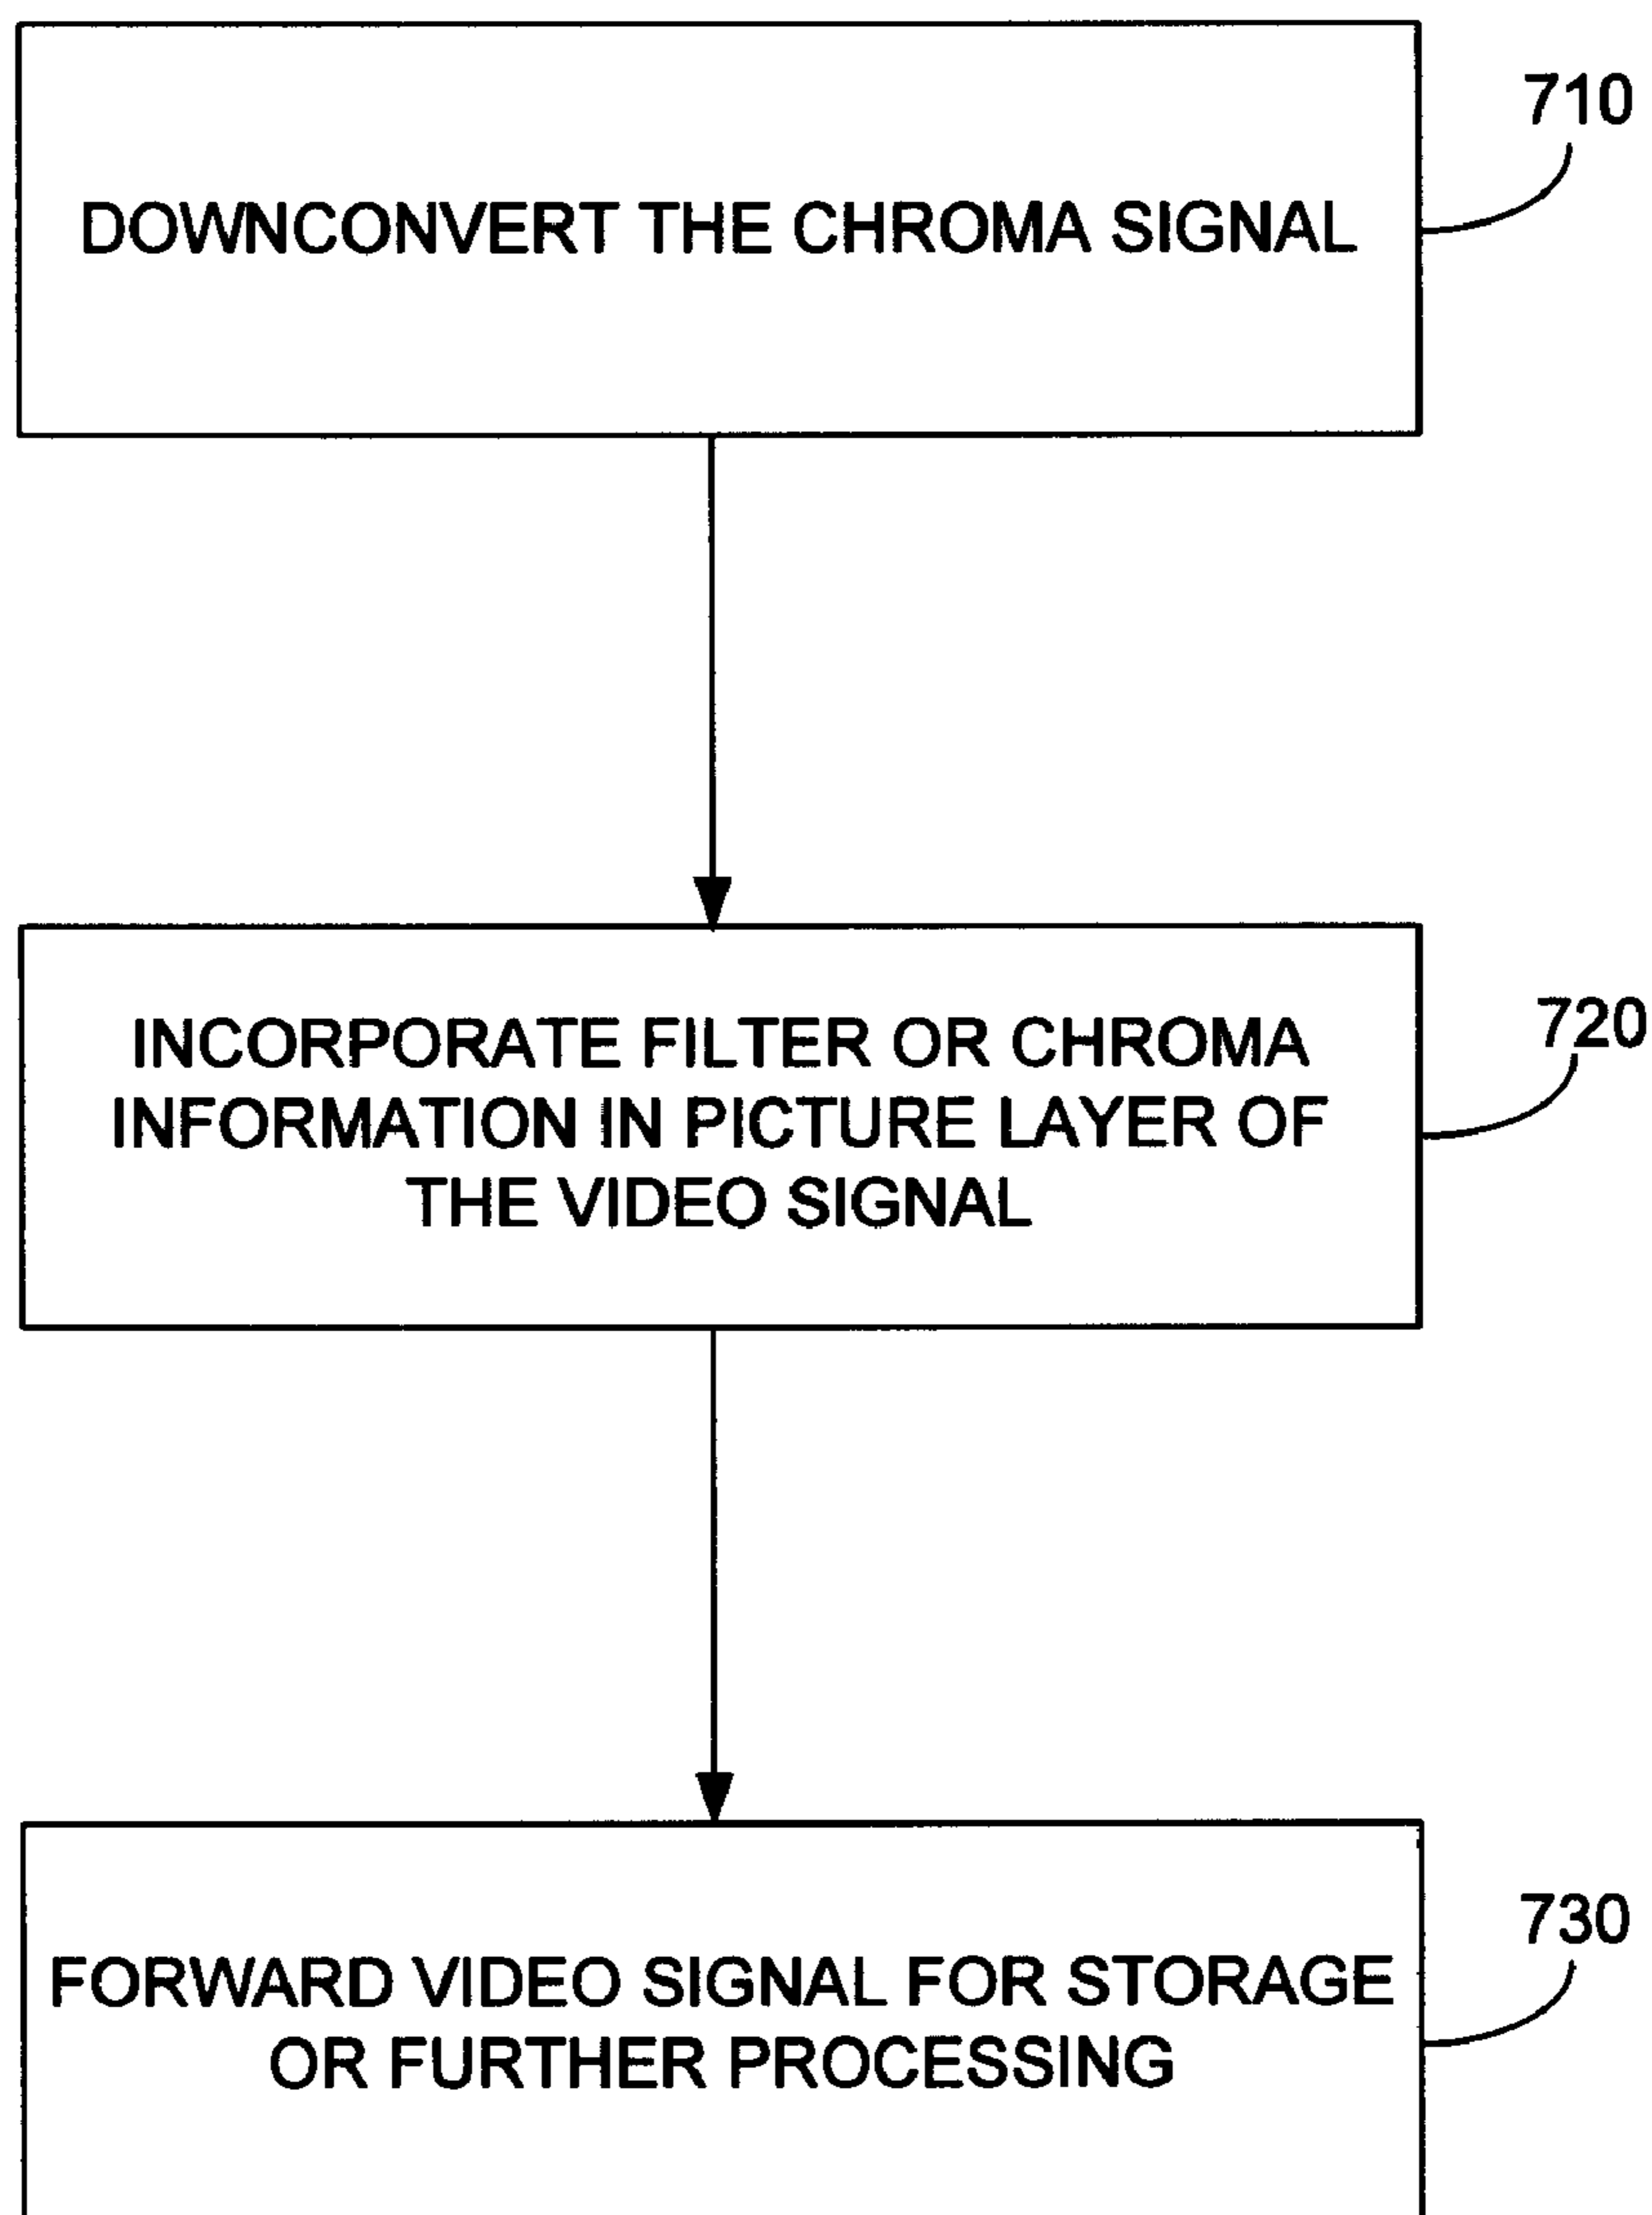 710
DOWNCONVERT THE CHROMA SIGNAL
720
INCORPORATE FILTER OR CHROMA
INFORMATION IN PICTURE LAYER OF
THE VIDEO SIGNAL
730
FORWARD VIDEO SIGNAL FOR STORAGE
OR FURTHER PROCESSING